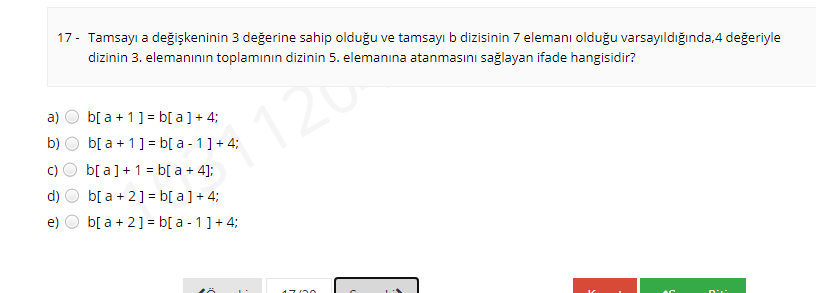 17 - Tamsayı a değişkeninin 3 değerine sahip olduğu ve tamsayı b dizisinin 7 elemanı olduğu varsayıldığında,4 değeriyle
dizinin 3. elemanının toplamının dizinin 5. elemanına atanmasını sağlayan ifade hangisidir?
a) b[ a + 1 ] = b[ a ] + 4;
b) b[ a + 1 ] = b[ a - 1 ] + 4;
c) b[ a ] + 1 = b[ a + 4];
d) b[ a + 2 ] = b[ a ] + 4;
e) b[ a + 2 ] = b[ a - 1 ] + 4;